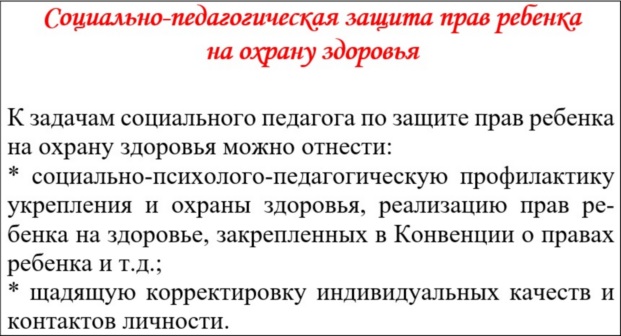 Социально-педагогическая защита прав ребенка
на охрану здоровья
К задачам социального педагога по защите прав ребенка
на охрану здоровья можно отнести:
* социально-психолого-педагогическую профилактику
укрепления и охраны здоровья, реализацию прав ре-
бенка на здоровье, закрепленных в Конвенции о правах
ребенка и т.д.;
* щадящую корректировку индивидуальных качеств и
контактов личности.